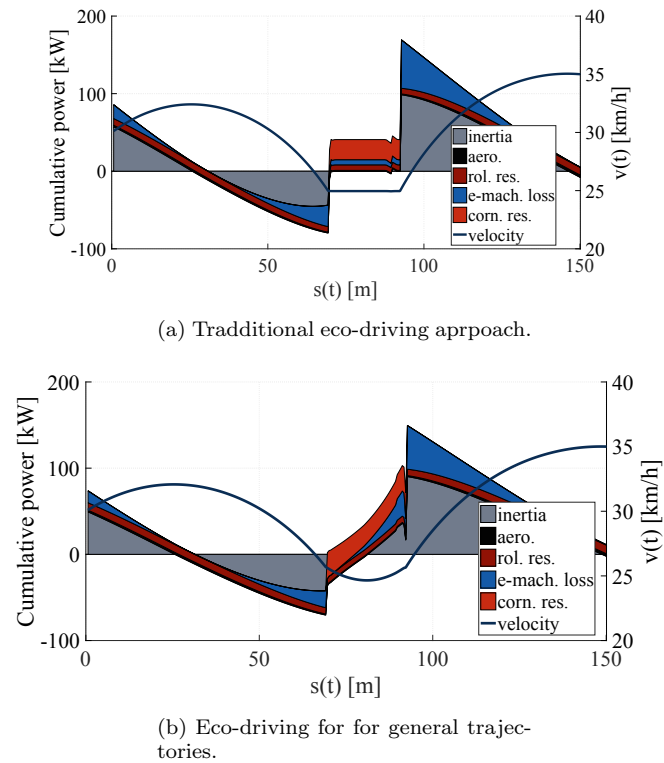 200
100
0
-100
Cumulative power [kW]
40
35
30
25
20
v(t) [km/h]
inertia
aero.
rol. res.
e-mach. loss
corn. res.
velocity
0
50
100
150
s(t) [m]
(a) Tradditional eco-driving aprpoach.
200
100
0
-100
Cumulative power [kW]
40
35
30
25
20
v(t) [km/h]
inertia
aero.
rol. res.
e-mach. loss
corn. res.
velocity
0
50
100
150
s(t) [m]
(b) Eco-driving for for general trajec-
tories.